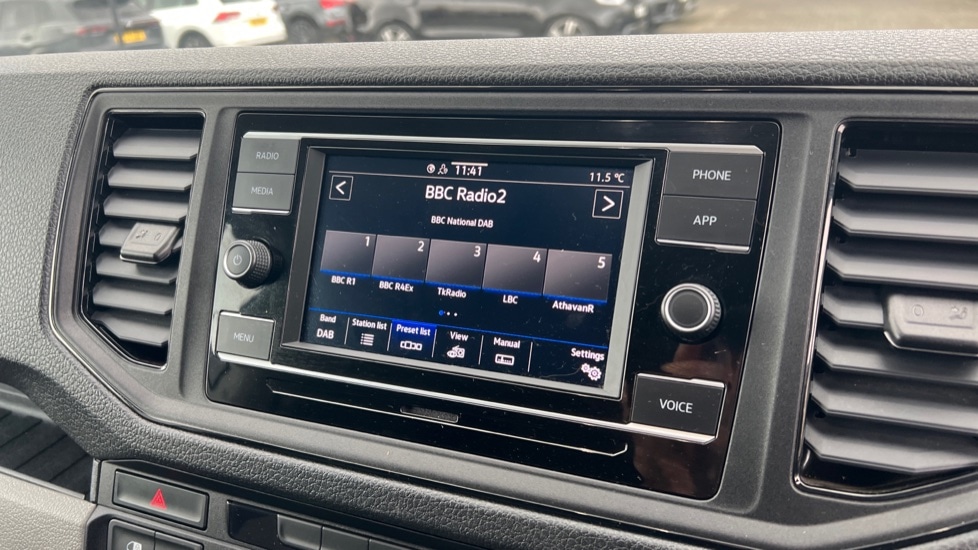 RADIO
MEDIA
MENU
11:41
11.5 °C
<
BBC Radio2
>
BBC National DAB
1
2
3
4
5
BBC R1
BBC R4Ex
TkRadio
LBC
AthavanR
Band
DAB
Station list
Preset list
View
Manual
Settings
PHONE
APP
VOICE